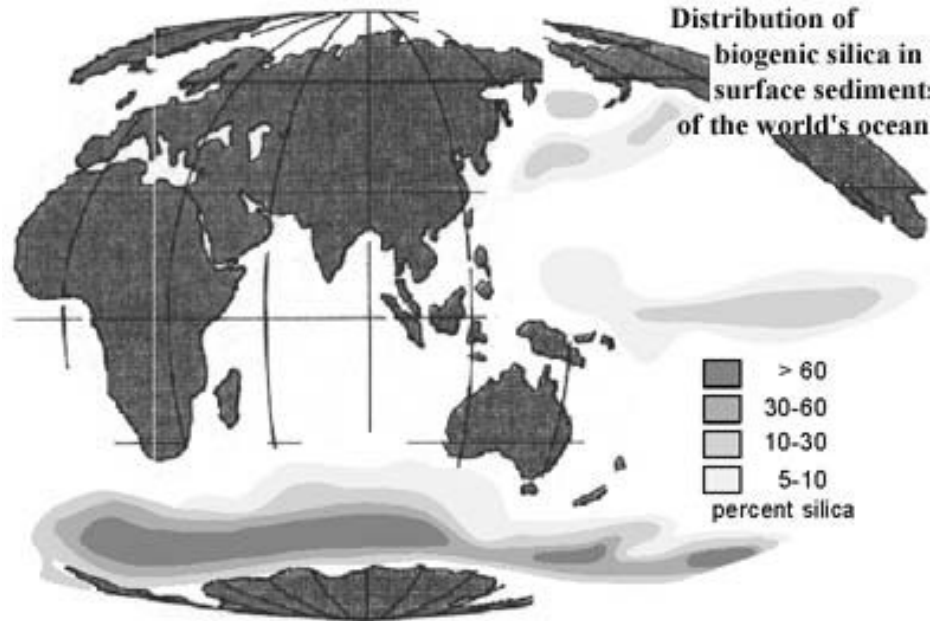 Distribution of
biogenic silica in
surface sediments
of the world's ocean
> 60
30-60
10-30
5-10
percent silica